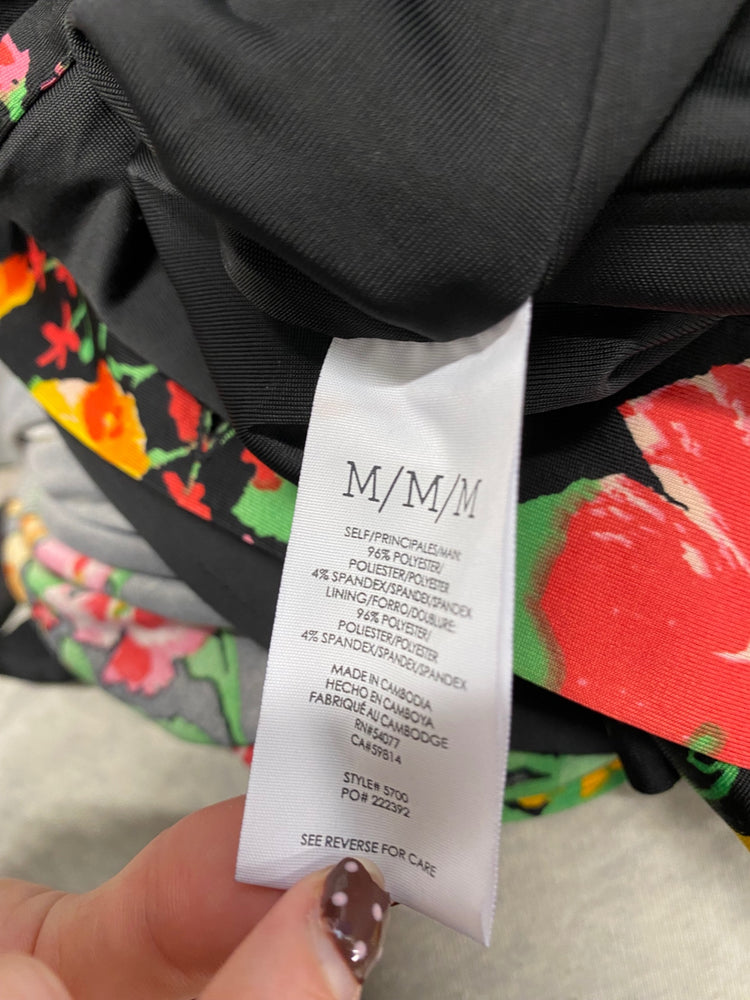 M/M/M
SELF/PRINCIPALES/MAIN:
96% POLYESTER/
POLIESTER/POLYESTER
4% SPANDEX/SPANDEX/SPANDEX
LINING/FORRO/DOUBLURE:
96% POLYESTER/
POLIESTER/POLYESTER
4% SPANDEX/SPANDEX/SPANDEX
MADE IN CAMBODIA
HECHO EN CAMBOYA
FABRIQUÉ AU CAMBODGE
RN#54077
CA#59814
STYLE# 5700
PO# 222392
SEE REVERSE FOR CARE